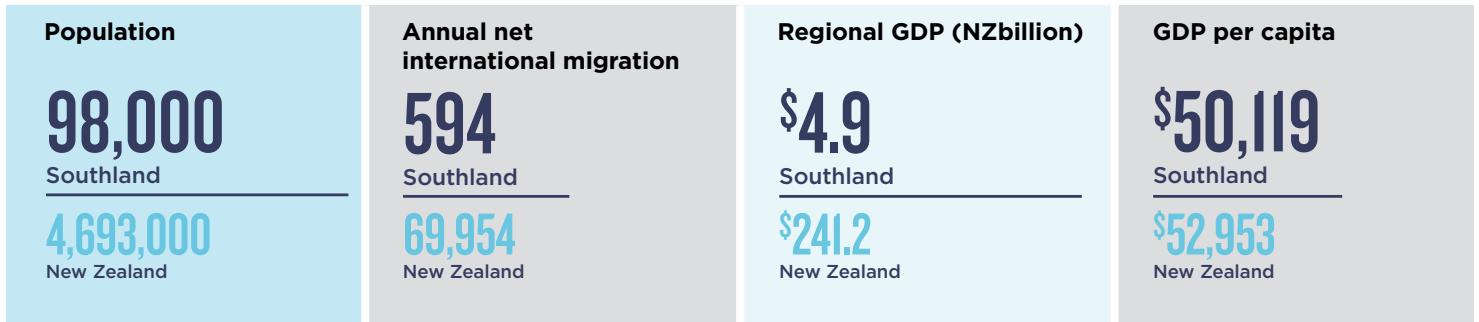 Population
98,000
Southland
4,693,000
New Zealand
Annual net
international migration
594
Southland
69,954
New Zealand
Regional GDP (NZbillion)
$4.9
Southland
$241.2
New Zealand
GDP per capita
$50,119
Southland
$52,953
New Zealand